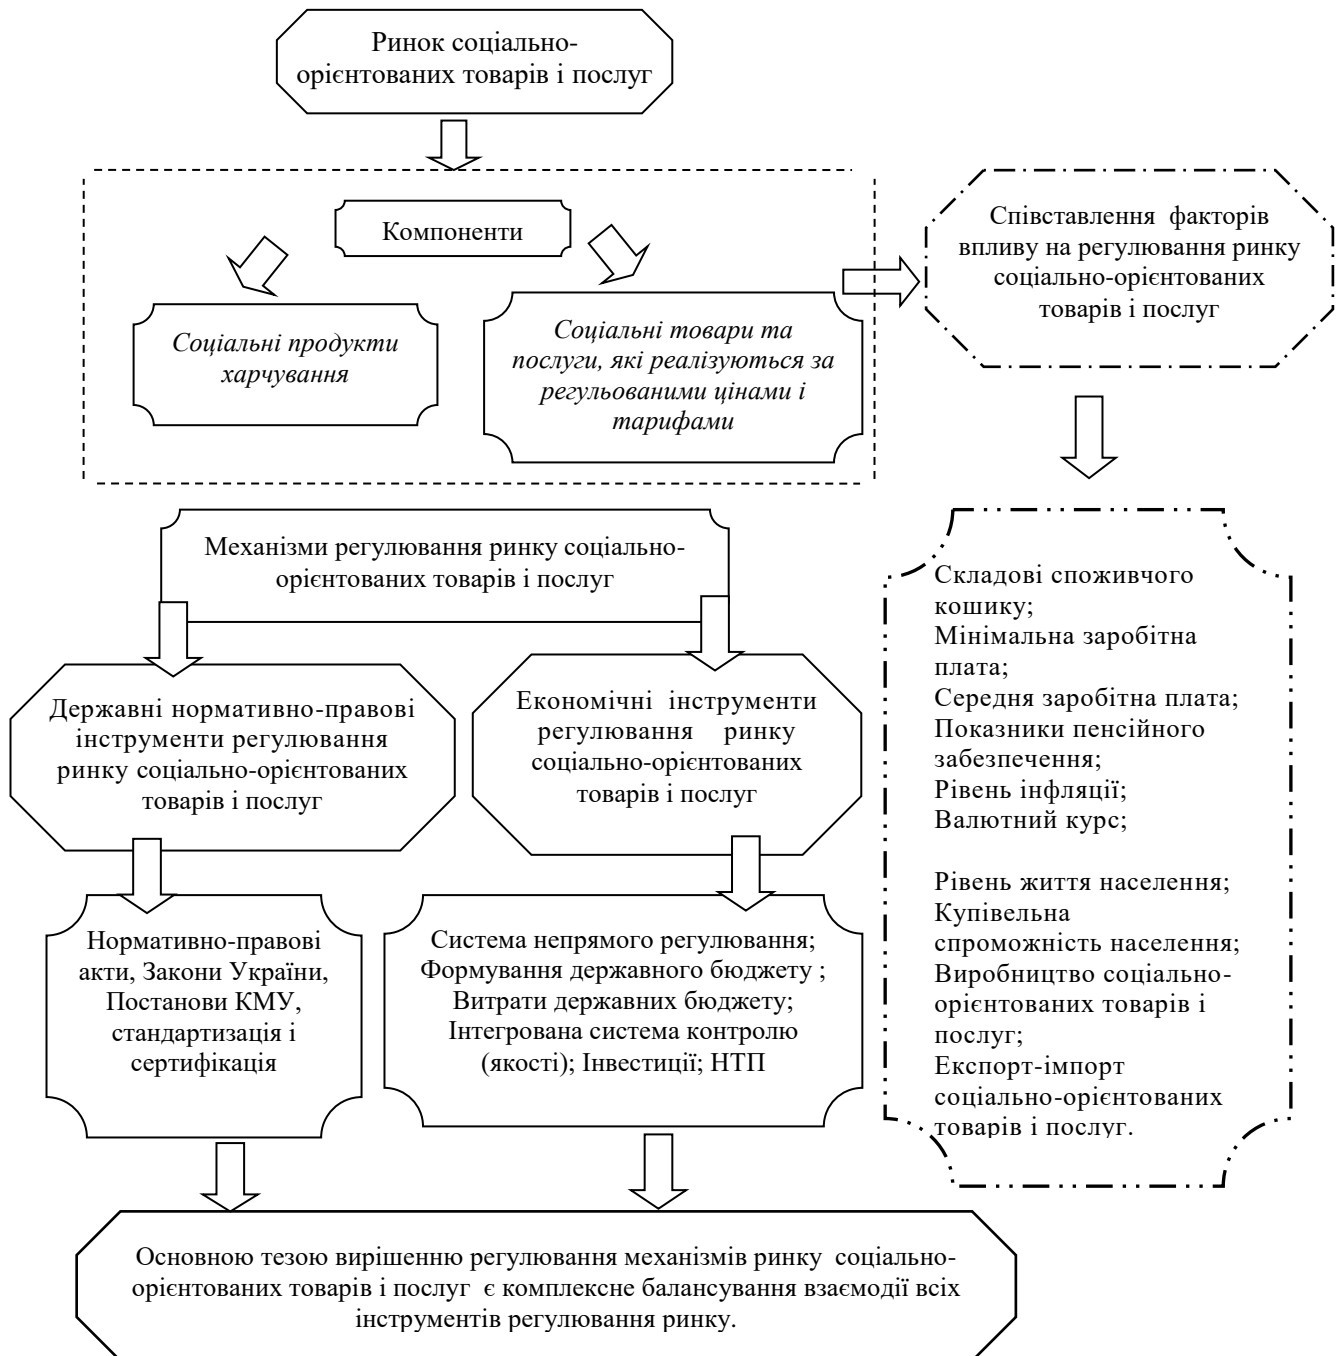 Ринок соціально-
орієнтованих товарів і послуг
Компоненти
Соціальні продукти
харчування
Соціальні товари та
послуги, які реалізуються за
регульованими цінами і
тарифами
Співставлення факторів
впливу на регулювання ринку
соціально-орієнтованих
товарів і послуг
Механізми регулювання ринку соціально-
орієнтованих товарів і послуг
Державні нормативно-правові
інструменти регулювання
ринку соціально-орієнтованих
товарів і послуг
Економічні інструменти
регулювання ринку
соціально-орієнтованих
товарів і послуг
Складові споживчого
кошику;
Мінімальна заробітна
плата;
Середня заробітна плата;
Показники пенсійного
забезпечення;
Рівень інфляції;
Валютний курс;
Рівень життя населення;
Купівельна
спроможність населення;
Виробництво соціально-
орієнтованих товарів і
послуг;
Експорт-імпорт
соціально-орієнтованих
товарів і послуг.
Нормативно-правові
акти, Закони України,
Постанови КМУ,
стандартизація і
сертифікація
Система непрямого регулювання;
Формування державного бюджету ;
Витрати державних бюджету;
Інтегрована система контролю
(якості); Інвестиції; НТП
Основною тезою вирішенню регулювання механізмів ринку соціально-
орієнтованих товарів і послуг є комплексне балансування взаємодії всіх
інструментів регулювання ринку.